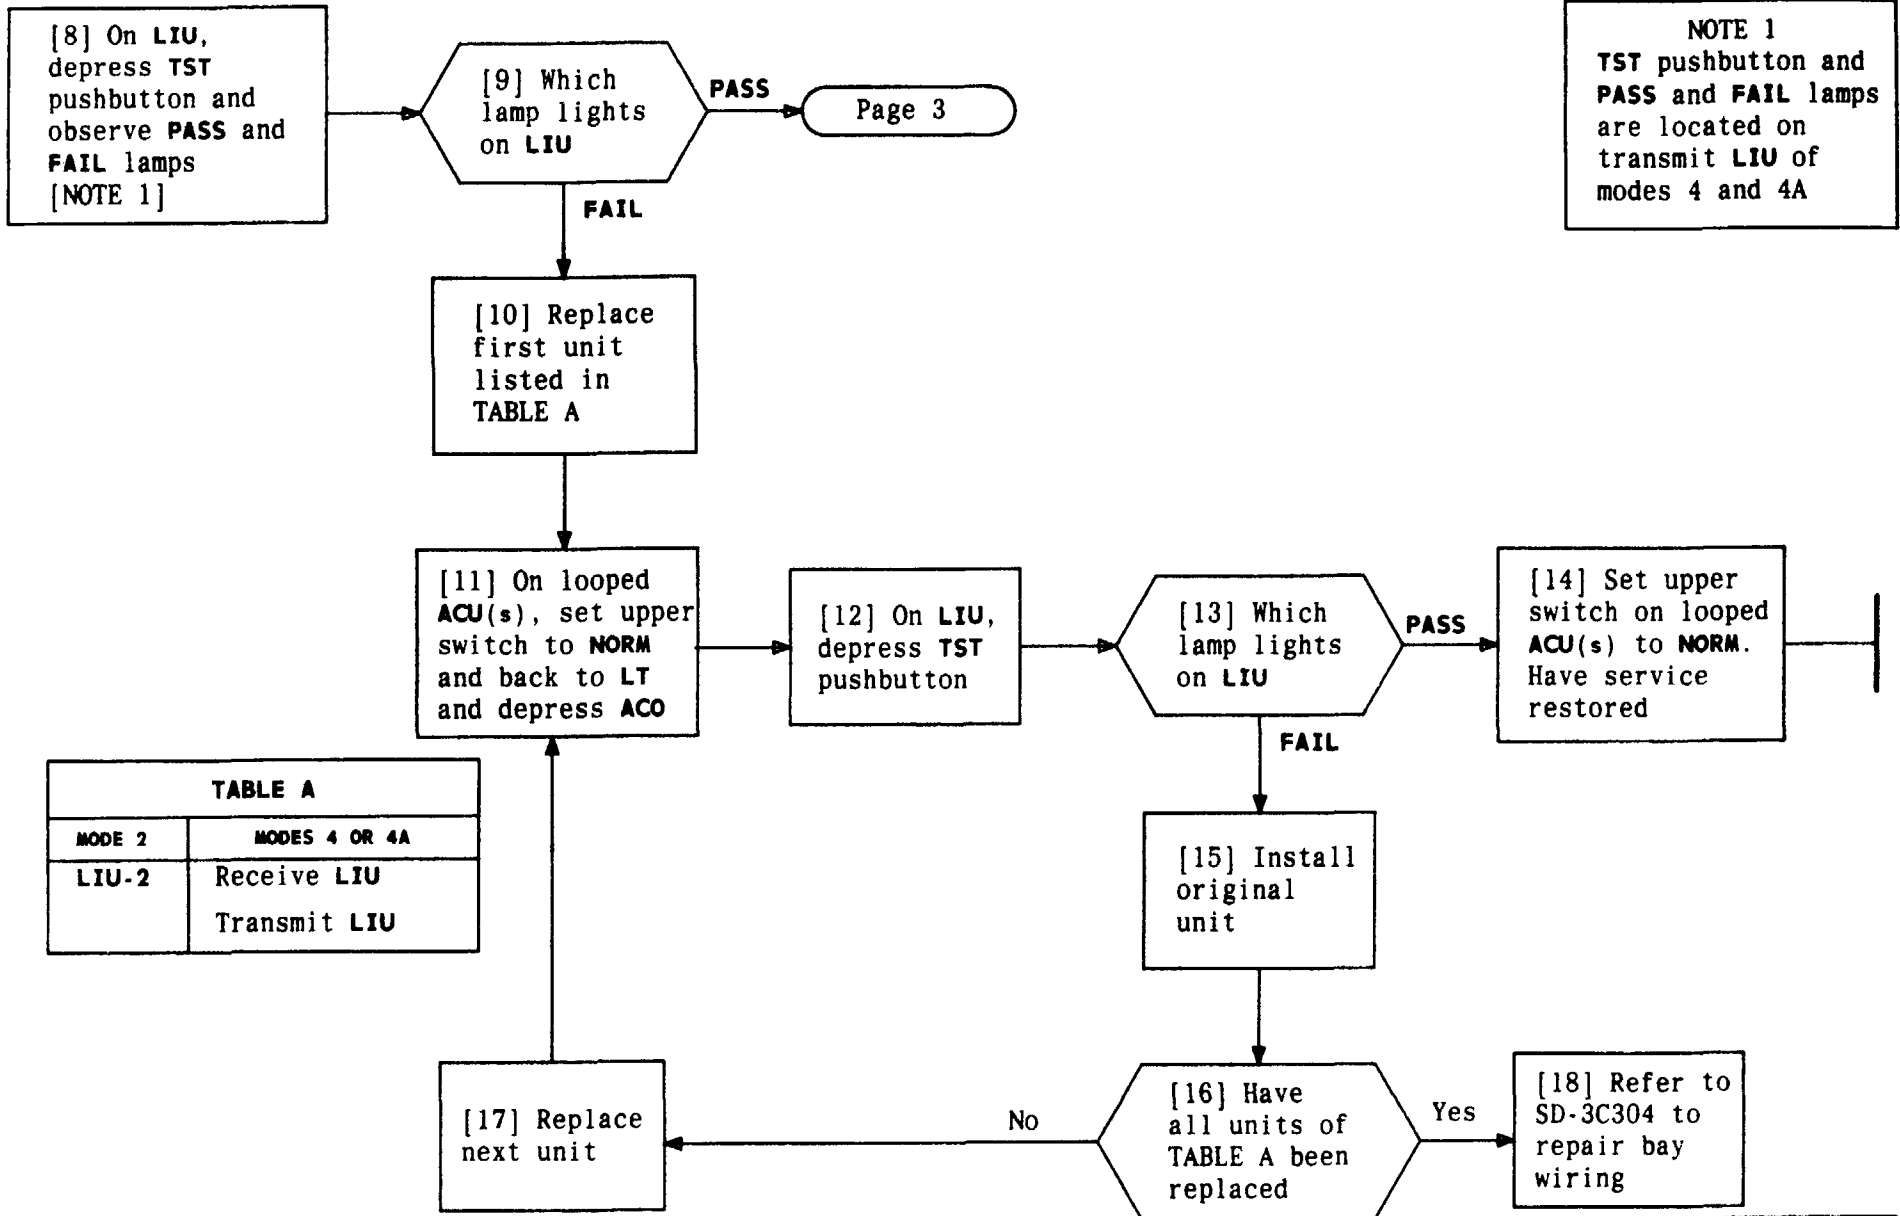 [8] On LIU,
depress TST
pushbutton and
observe PASS and
FAIL lamps
[NOTE 1]
[9] Which
lamp lights
on LIU
PASS
Page 3
NOTE 1
TST pushbutton and
PASS and FAIL lamps
are located on
transmit LIU of
modes 4 and 4A
FAIL
[10] Replace
first unit
listed in
TABLE A
[11] On looped
ACU(s), set upper
switch to NORM
and back to LT
and depress ACO
[12] On LIU,
depress TST
pushbutton
[13] Which
lamp lights
on LIU
PASS
[14] Set upper
switch on looped
ACU(s) to NORM.
Have service
restored
FAIL
TABLE A
MODE 2 MODES 4 OR 4A
LIU-2 Receive LIU
Transmit LIU
[15] Install
original
unit
[16] Have
all units of
TABLE A been
replaced
No
[17] Replace
next unit
Yes
[18] Refer to
SD-3C304 to
repair bay
wiring